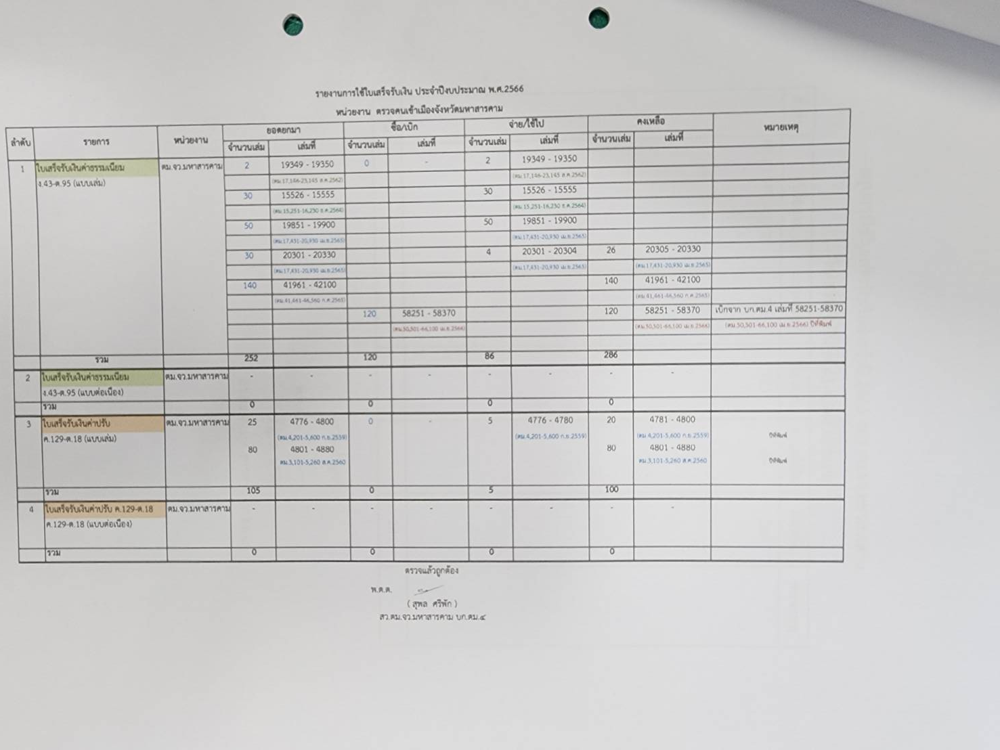 รายงานการใช้ใบเสร็จรับเงิน ประจำปีงบประมาณ พ.ศ.2566
หน่วยงาน ตรวจคนเข้าเมืองจังหวัดมหาสารคาม
ลำดับ รายการ หน่วยงาน ยอดยกมา ซื้อ/เบิก จ่าย/ใช้ไป คงเหลือ หมายเหตุ
จำนวนเล่ม เล่มที่ จำนวนเล่ม เล่มที่ จำนวนเล่ม เล่มที่ จำนวนเล่ม เล่มที่
1 ใบเสร็จรับเงินค่าธรรมเนียม ตม.จว.มหาสารคาม 2 19349 - 19350 0 - 2 19349 - 19350
ง.43-ต.95 (แบบเล่ม) (ตม.17,146-23,145 ส.ค.2562) (ตม.17,146-23,145 ส.ค.2562)
30 15526 - 15555 30 15526 - 15555
(ตม.15,251-16,230 ธ.ค.2564) (ตม.15,251-16,230 ธ.ค.2564)
50 19851 - 19900 50 19851 - 19900
(ตม.17,431-20,930 เม.ย.2565) (ตม.17,431-20,930 เม.ย.2565)
30 20301 - 20330 4 20301 - 20304 26 20305 - 20330
(ตม.17,431-20,930 เม.ย.2565) (ตม.17,431-20,930 เม.ย.2565) (ตม.17,431-20,930 เม.ย.2565)
140 41961 - 42100 140 41961 - 42100
(ตม.41,461-46,560 ก.ค.2565) (ตม.41,461-46,560 ก.ค.2565)
120 58251 - 58370 120 58251 - 58370 เบิกจาก บก.ตม.4 เล่มที่ 58251-58370
(ตม.50,501-66,100 เม.ย.2566) (ตม.50,501-66,100 เม.ย.2566) (ตม.50,501-66,100 เม.ย.2566) ปีที่พิมพ์
รวม 252 120 86 286
2 ใบเสร็จรับเงินค่าธรรมเนียม ตม.จว.มหาสารคาม - - - - - - - -
ง.43-ต.95 (แบบต่อเนื่อง)
รวม 0 0 0 0
3 ใบเสร็จรับเงินค่าปรับ ตม.จว.มหาสารคาม 25 4776 - 4800 0 - 5 4776 - 4780 20 4781 - 4800
ค.129-ต.18 (แบบเล่ม) (ตม.4,201-5,600 ก.ย.2559) (ตม.4,201-5,600 ก.ย.2559) (ตม.4,201-5,600 ก.ย.2559) ปีที่พิมพ์
80 4801 - 4880 80 4801 - 4880
ตม.3,101-5,260 ส.ค.2560 ตม.3,101-5,260 ส.ค.2560 ปีที่พิมพ์
รวม 105 0 5 100
4 ใบเสร็จรับเงินค่าปรับ ค.129-ต.18 ตม.จว.มหาสารคาม - - - - - - - -
ค.129-ต.18 (แบบต่อเนื่อง)
รวม 0 0 0 0
ตรวจแล้วถูกต้อง
พ.ต.ต.
( สุพล ศรีพัก )
สว.ตม.จว.มหาสารคาม บก.ตม.๔